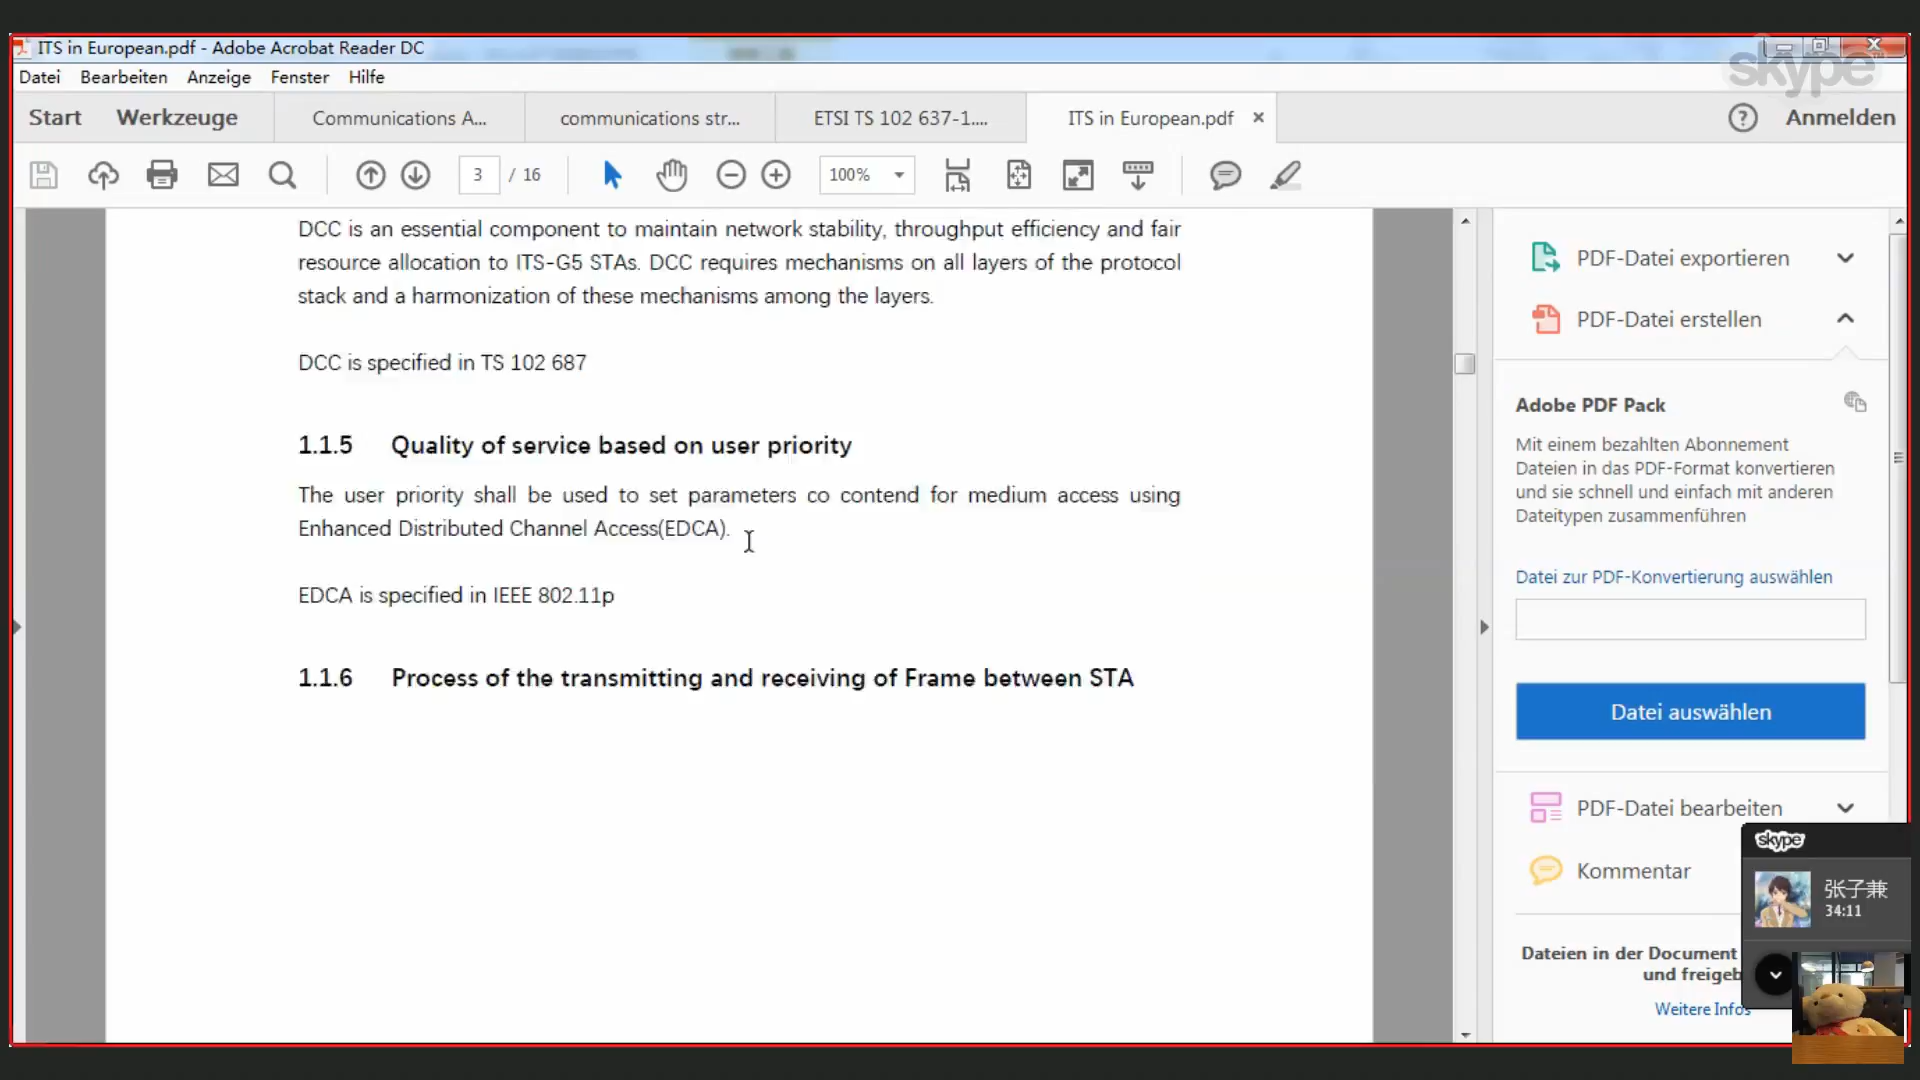 ITS in European.pdf - Adobe Acrobat Reader DC
skype
Datei Bearbeiten Anzeige Fenster Hilfe
Start Werkzeuge Communications A... communications str... ETSI TS 102 637-1.... ITS in European.pdf × ? Anmelden
3 / 16 100%
DCC is an essential component to maintain network stability, throughput efficiency and fair
resource allocation to ITS-G5 STAs. DCC requires mechanisms on all layers of the protocol
stack and a harmonization of these mechanisms among the layers.
DCC is specified in TS 102 687
1.1.5 Quality of service based on user priority
The user priority shall be used to set parameters co contend for medium access using
Enhanced Distributed Channel Access(EDCA).
EDCA is specified in IEEE 802.11p
1.1.6 Process of the transmitting and receiving of Frame between STA
PDF-Datei exportieren
PDF-Datei erstellen
Adobe PDF Pack
Mit einem bezahlten Abonnement
Dateien in das PDF-Format konvertieren
und sie schnell und einfach mit anderen
Dateitypen zusammenführen
Datei zur PDF-Konvertierung auswählen
Datei auswählen
PDF-Datei bearbeiten
Kommentar
Dateien in der Document
und freigeb
Weitere Infos
skype
张子兼
34:11